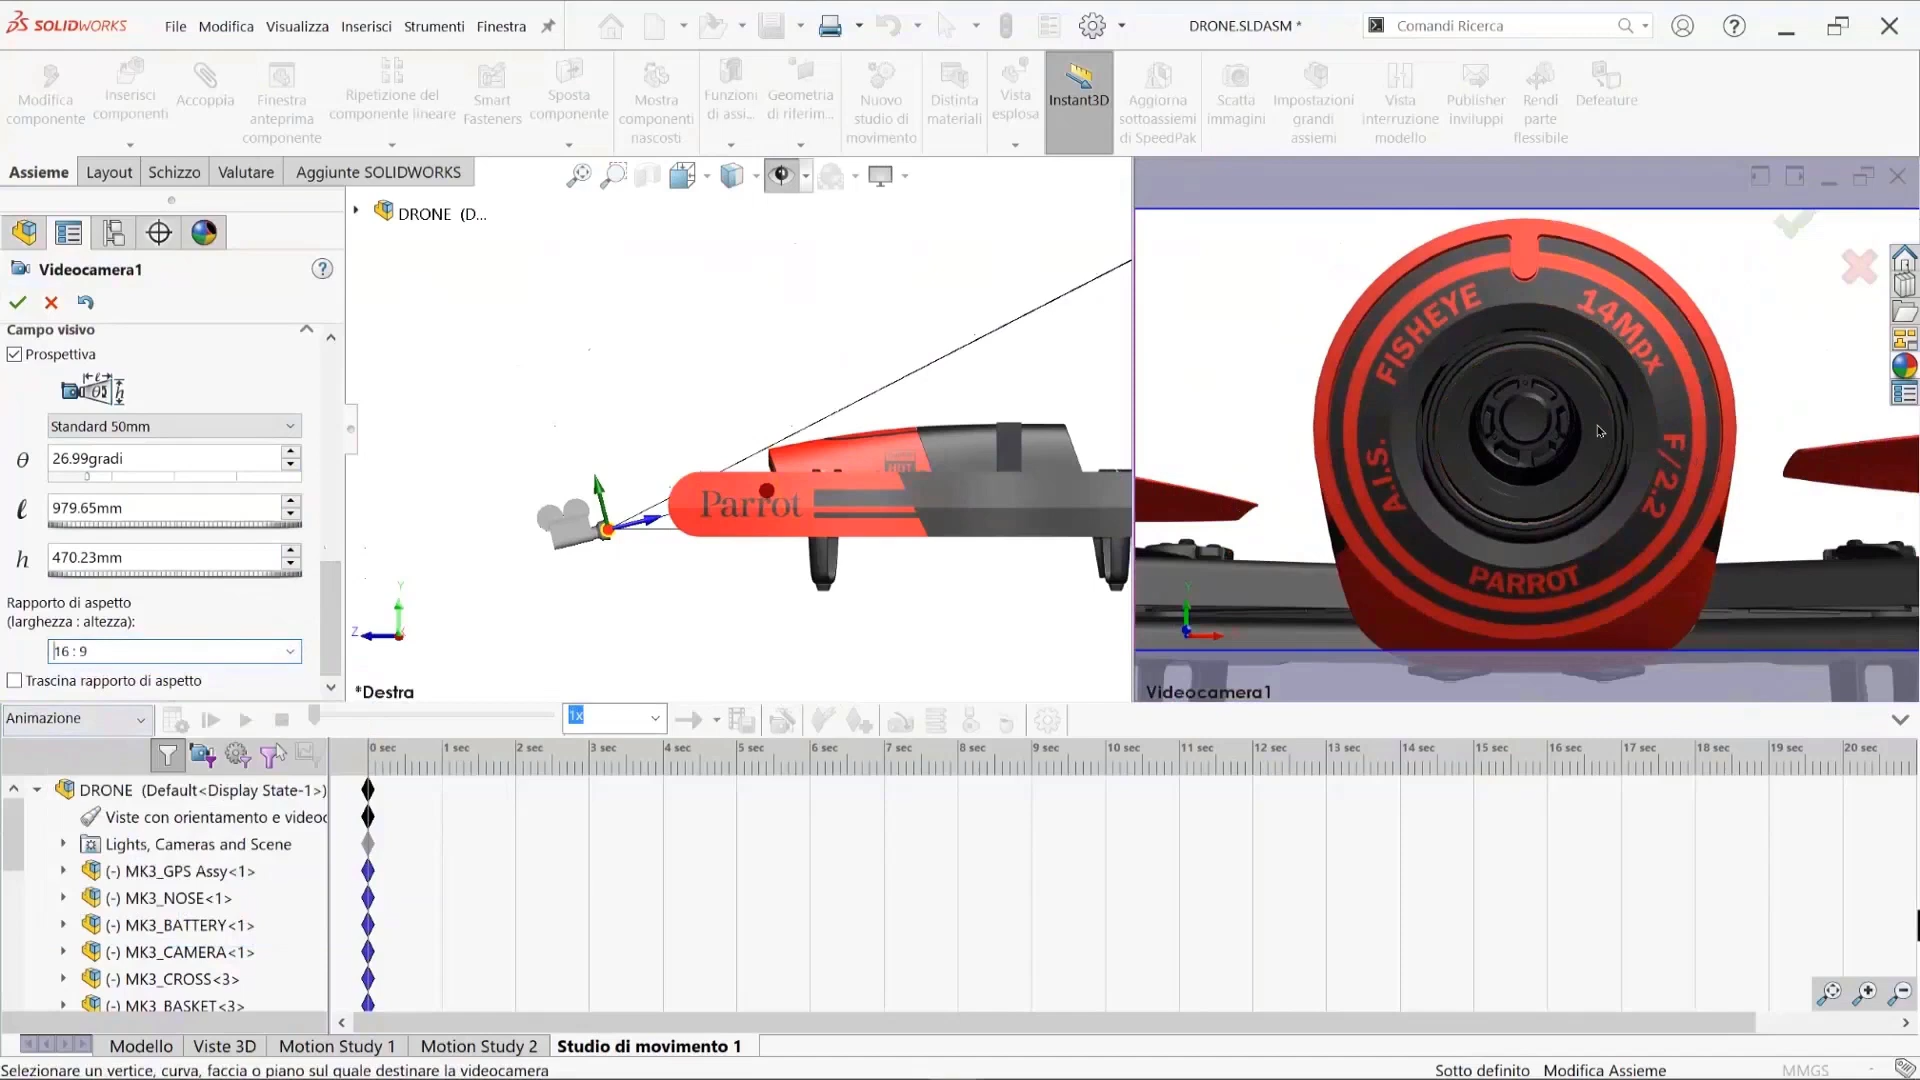 SOLIDWORKS
File Modifica Visualizza Inserisci Strumenti Finestra
DRONE.SLDASM *
Comandi Ricerca
Modifica componente
Inserisci componenti
Accoppia
Finestra anteprima componente
Ripetizione del componente lineare
Smart Fasteners
Sposta componente
Mostra componenti nascosti
Funzioni di assi...
Geometria di riferim...
Nuovo studio di movimento
Distinta materiali
Vista esplosa
Instant3D
Aggiorna sottoassiemi di SpeedPak
Scatta immagini
Impostazioni grandi assiemi
Vista interruzione modello
Publisher inviluppi
Rendi parte flessibile
Defeature
Assieme Layout Schizzo Valutare Aggiunte SOLIDWORKS
DRONE (D...
Videocamera1
Campo visivo
Prospettiva
Standard 50mm
θ 26.99gradi
ℓ 979.65mm
h 470.23mm
Rapporto di aspetto
(larghezza : altezza):
16 : 9
Trascina rapporto di aspetto
Parrot
Y
Z
*Destra
FISHEYE
14Mpx
A.I.S.
F/2.2
PARROT
Videocamera1
Animazione
1x
0 sec 1 sec 2 sec 3 sec 4 sec 5 sec 6 sec 7 sec 8 sec 9 sec 10 sec 11 sec 12 sec 13 sec 14 sec 15 sec 16 sec 17 sec 18 sec 19 sec 20 sec
DRONE (Default<Display State-1>)
Viste con orientamento e videoc
Lights, Cameras and Scene
(-) MK3_GPS Assy<1>
(-) MK3_NOSE<1>
(-) MK3_BATTERY<1>
(-) MK3_CAMERA<1>
(-) MK3_CROSS<3>
(-) MK3_BASKET<3>
Modello Viste 3D Motion Study 1 Motion Study 2 Studio di movimento 1
Selezionare un vertice, curva, faccia o piano sul quale destinare la videocamera
Sotto definito Modifica Assieme MMGS